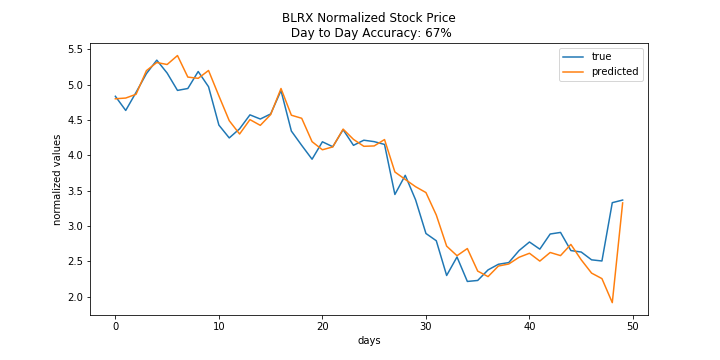 BLRX Normalized Stock Price
Day to Day Accuracy: 67%
true
predicted
normalized values
5.5
5.0
4.5
4.0
3.5
3.0
2.5
2.0
0
10
20
30
40
50
days